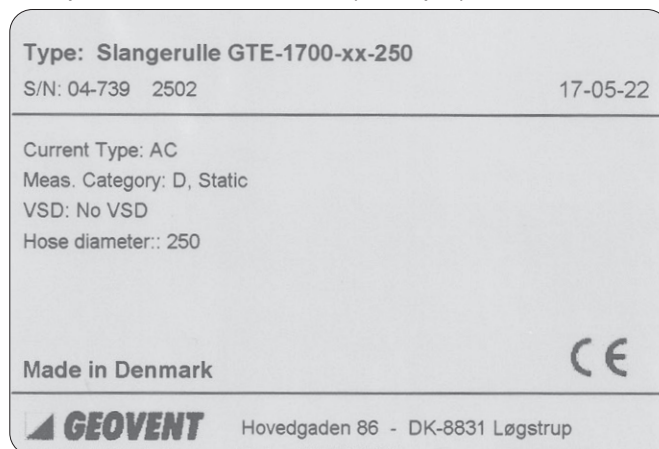 Type: Slangerulle GTE-1700-xx-250
S/N: 04-739 2502 17-05-22
Current Type: AC
Meas. Category: D, Static
VSD: No VSD
Hose diameter:: 250
Made in Denmark CE
GEOVENT Hovedgaden 86 - DK-8831 Løgstrup